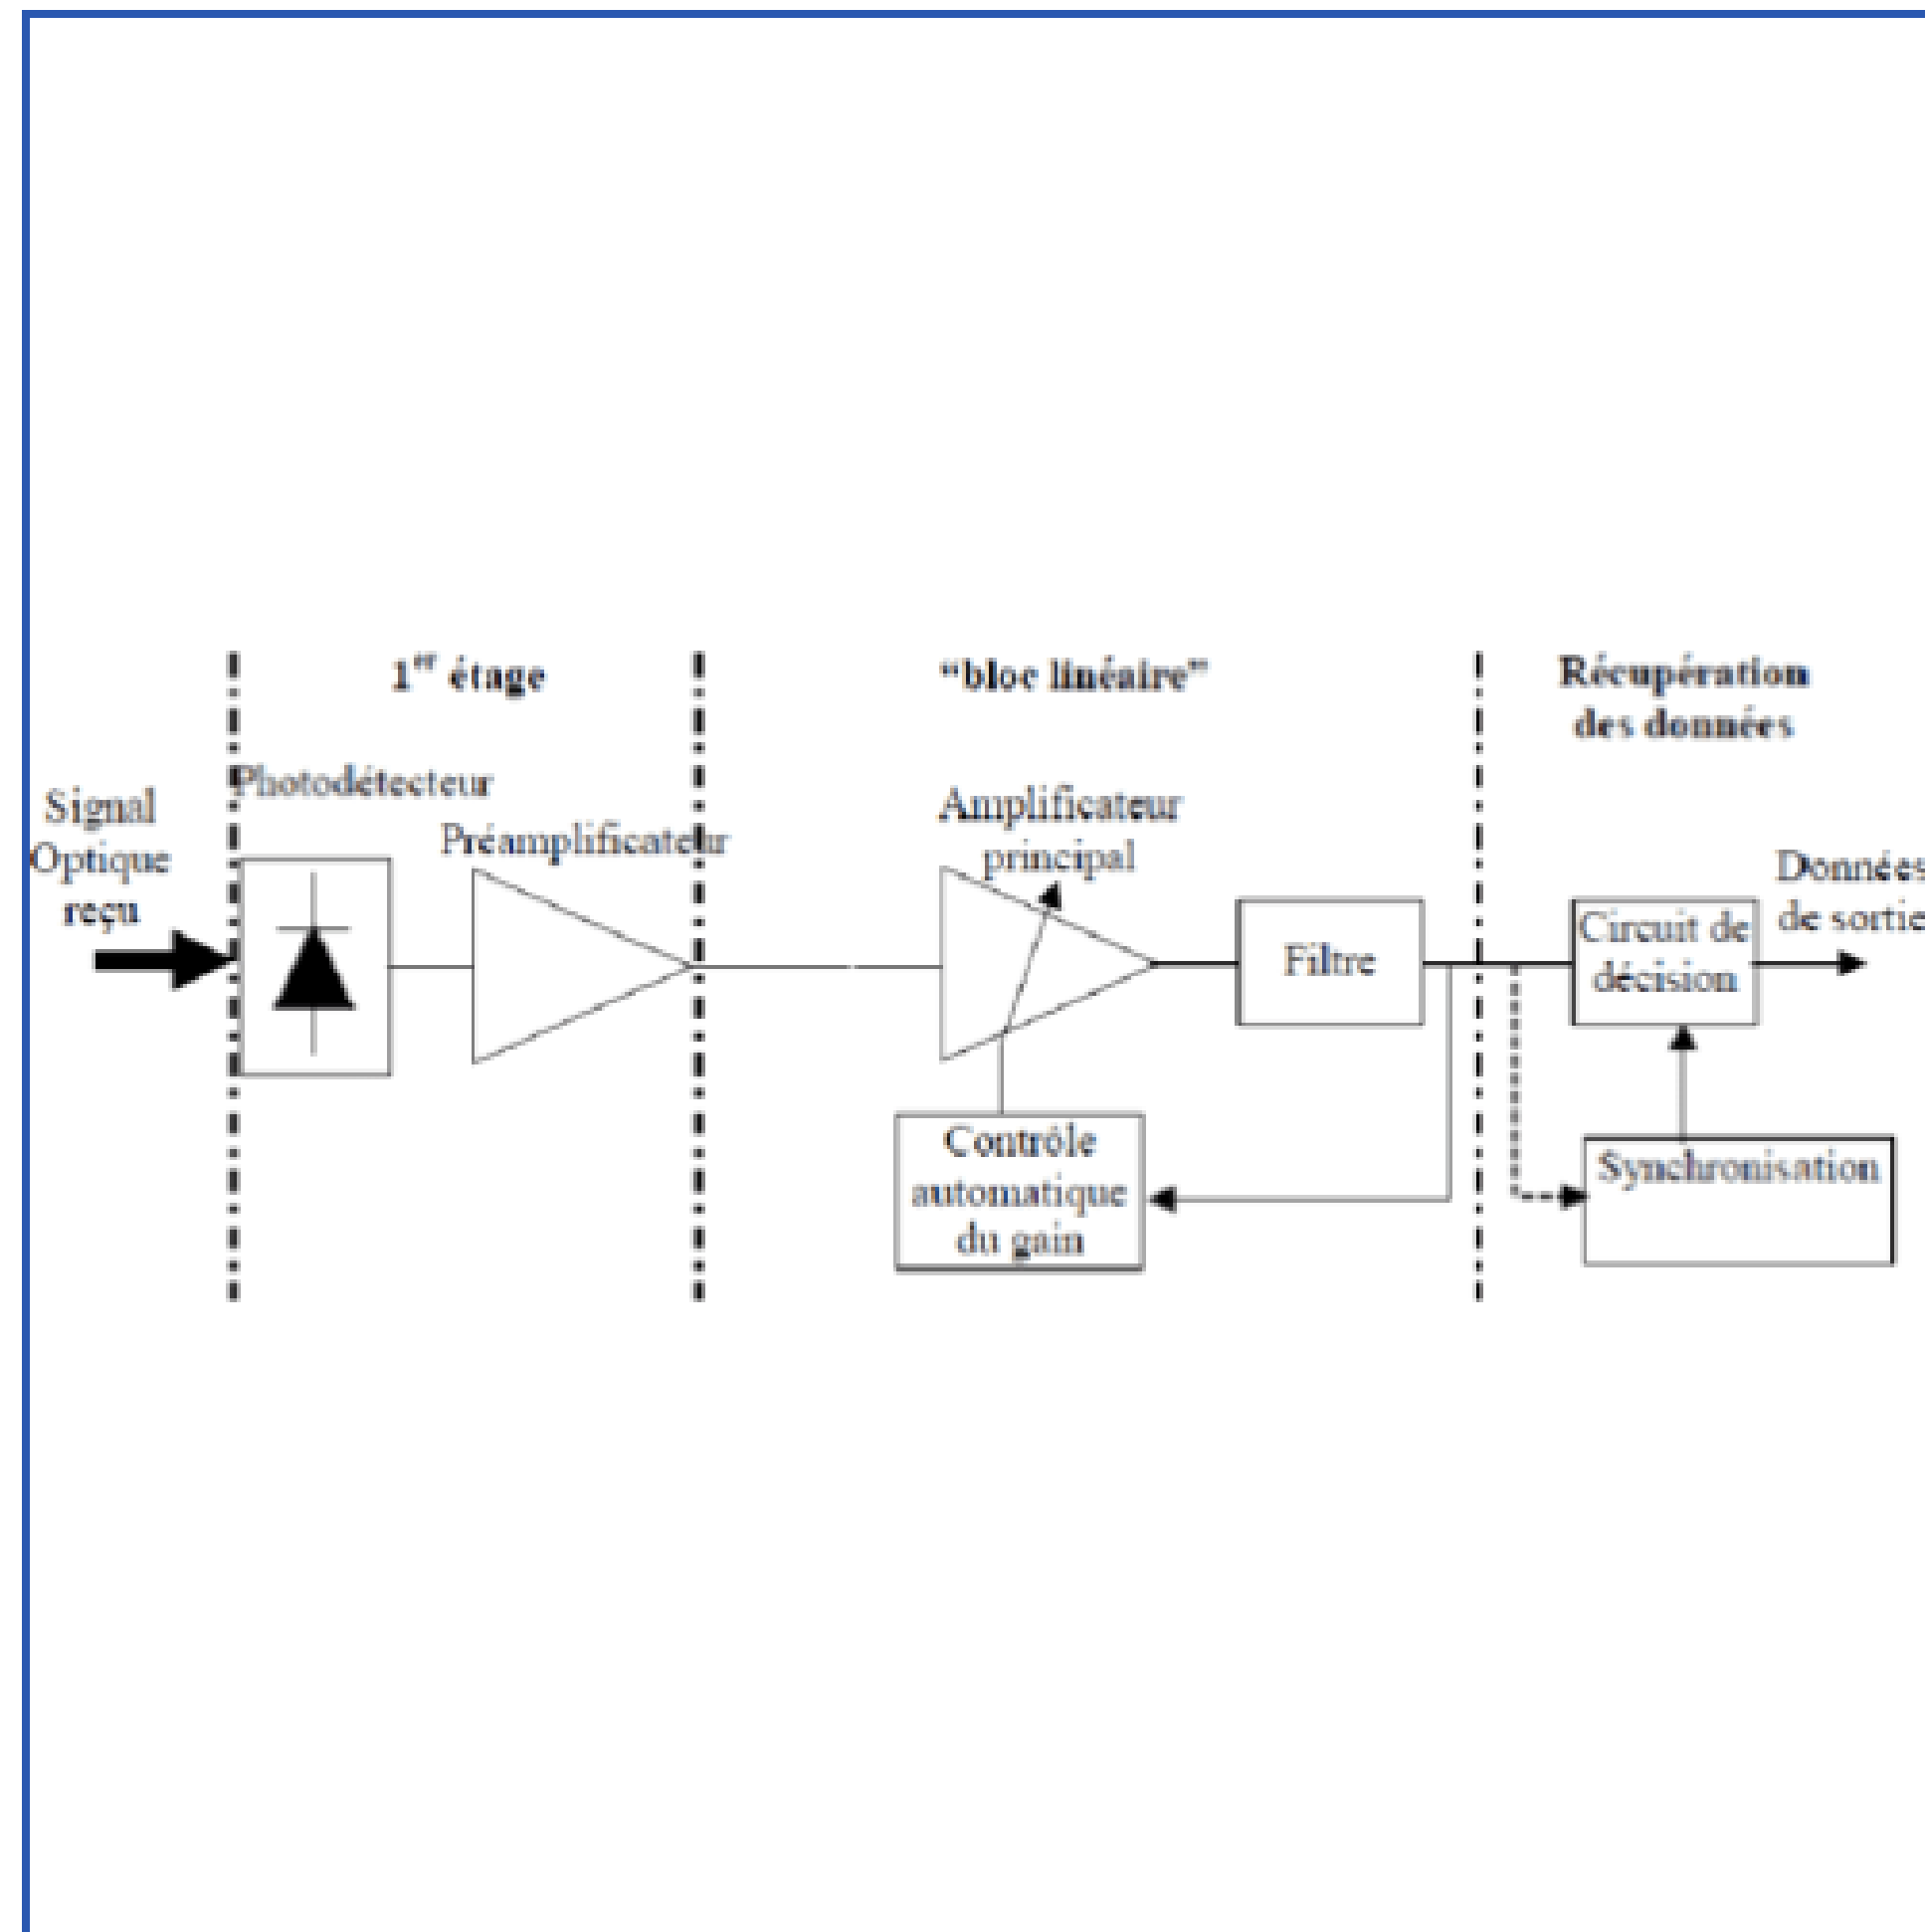 1er étage
“bloc linéaire”
Récupération
des données
Photodétecteur
Signal
Optique
reçu
Préamplificateur
Amplificateur
principal
Données
de sortie
Filtre
Circuit de
décision
Contrôle
automatique
du gain
Synchronisation